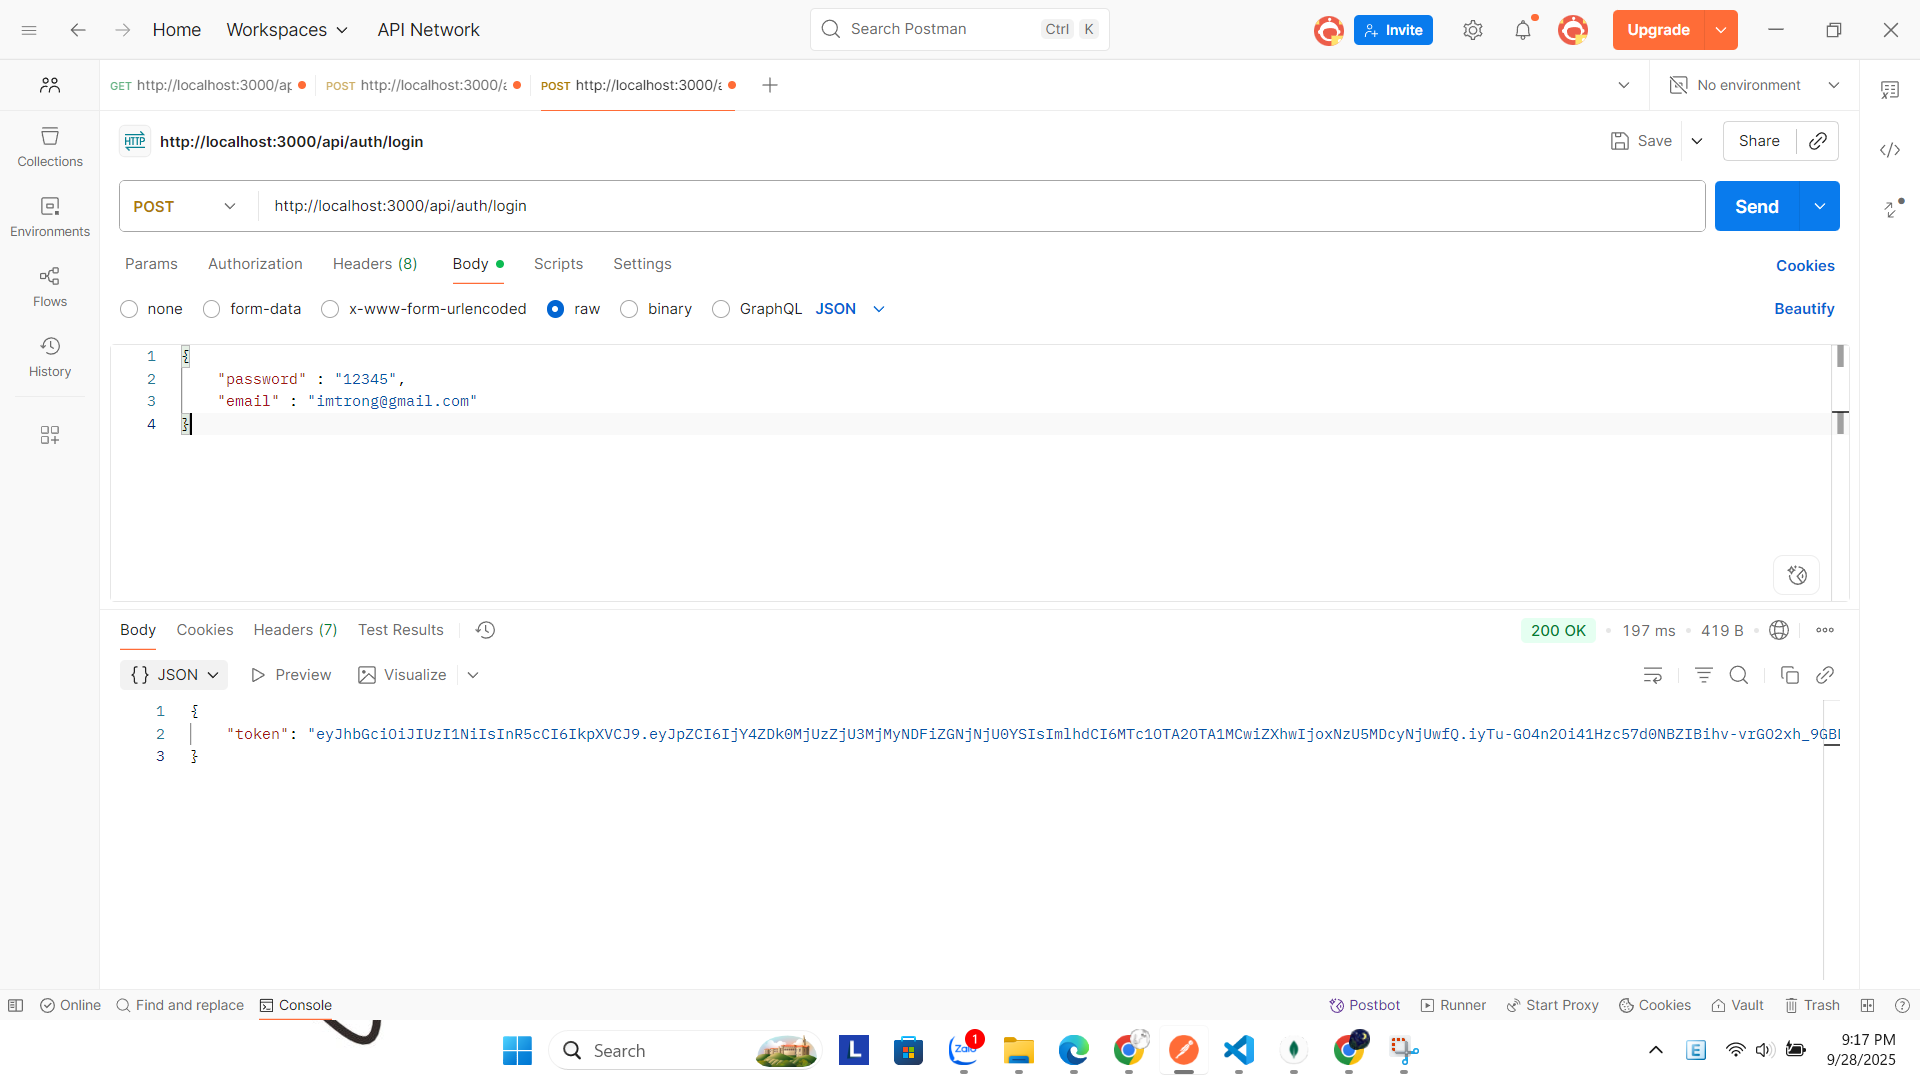 Home
Workspaces
API Network
Search Postman
Ctrl
K
Invite
Upgrade
GET http://localhost:3000/ap
POST http://localhost:3000/a
POST http://localhost:3000/a
No environment
HTTP http://localhost:3000/api/auth/login
Save
Share
Collections
Environments
Flows
History
POST
http://localhost:3000/api/auth/login
Send
Params
Authorization
Headers (8)
Body
Scripts
Settings
Cookies
none
form-data
x-www-form-urlencoded
raw
binary
GraphQL
JSON
Beautify
1 {
2 "password" : "12345",
3 "email" : "imtrong@gmail.com"
4 }
Body
Cookies
Headers (7)
Test Results
200 OK
197 ms
419 B
{} JSON
Preview
Visualize
1 {
2 "token": "eyJhbGciOiJIUzI1NiIsInR5cCI6IkpXVCJ9.eyJpZCI6IjY4ZDk0MjUzZjU3MjMyNDFiZGNjNjU0YSIsImlhdCI6MTc1OTA2OTA1MCwiZXhwIjoxNzU5MDcyNjUwfQ.iyTu-GO4n2Oi41Hzc57d0NBZIBihv-vrGO2xh_9GB
3 }
Online
Find and replace
Console
Postbot
Runner
Start Proxy
Cookies
Vault
Trash
Search
L
Zalo
1
E
9:17 PM
9/28/2025